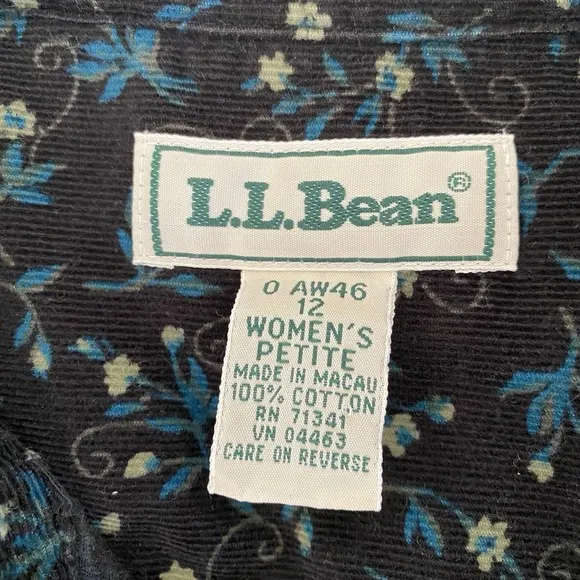 L.L.Bean®
0 AW46
12
WOMEN'S
PETITE
MADE IN MACAU
100% COTTON
RN 71341
VN 04463
CARE ON REVERSE